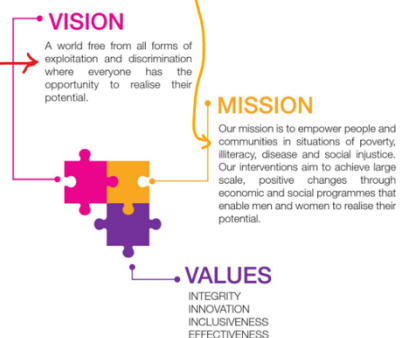 VISION
A world free from all forms of
exploitation and discrimination
where everyone has the
opportunity to realise their
potential.
MISSION
Our mission is to empower people and
communities in situations of poverty,
illiteracy, disease and social injustice.
Our interventions aim to achieve large
scale, positive changes through
economic and social programmes that
enable men and women to realise their
potential.
VALUES
INTEGRITY
INNOVATION
INCLUSIVENESS
EFFECTIVENESS